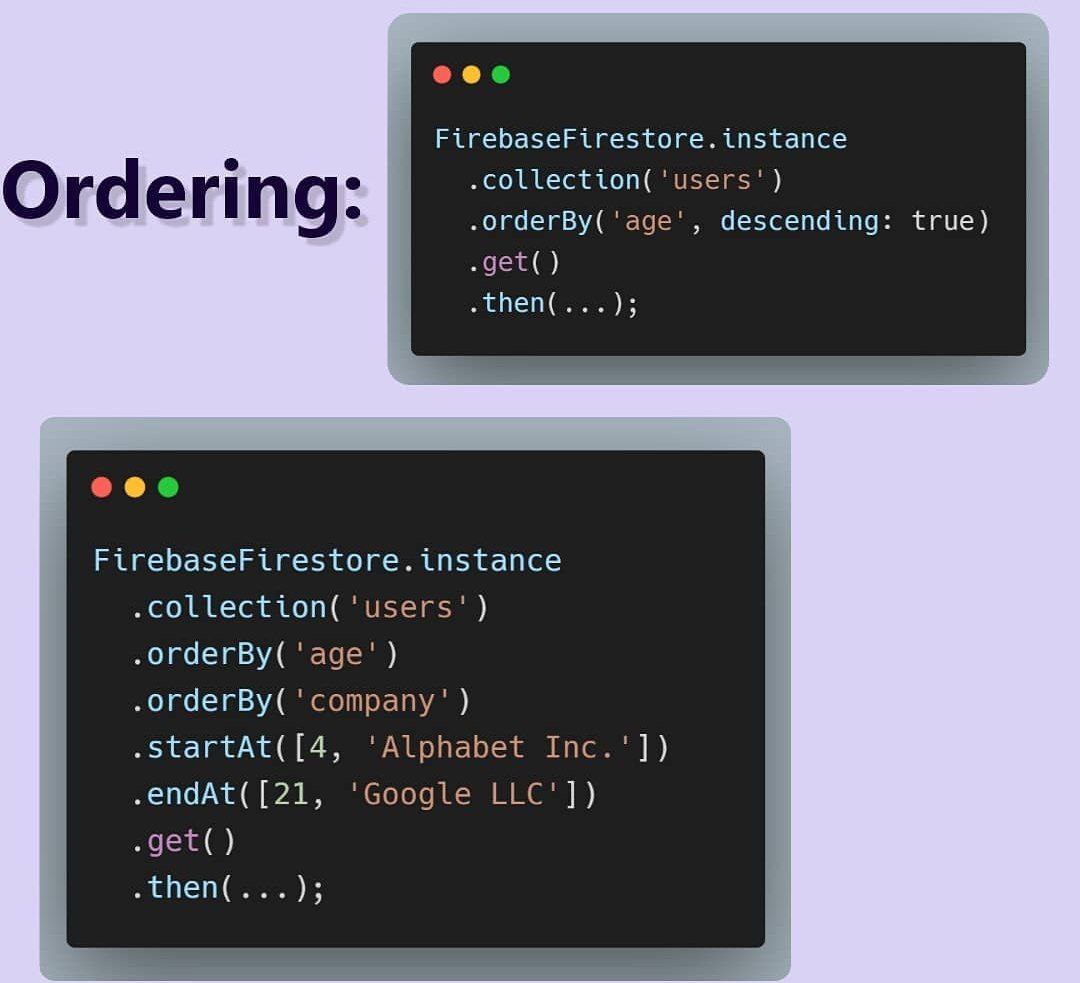 Ordering:
FirebaseFirestore.instance
  .collection('users')
  .orderBy('age', descending: true)
  .get()
  .then(...);
FirebaseFirestore.instance
  .collection('users')
  .orderBy('age')
  .orderBy('company')
  .startAt([4, 'Alphabet Inc.'])
  .endAt([21, 'Google LLC'])
  .get()
  .then(...);